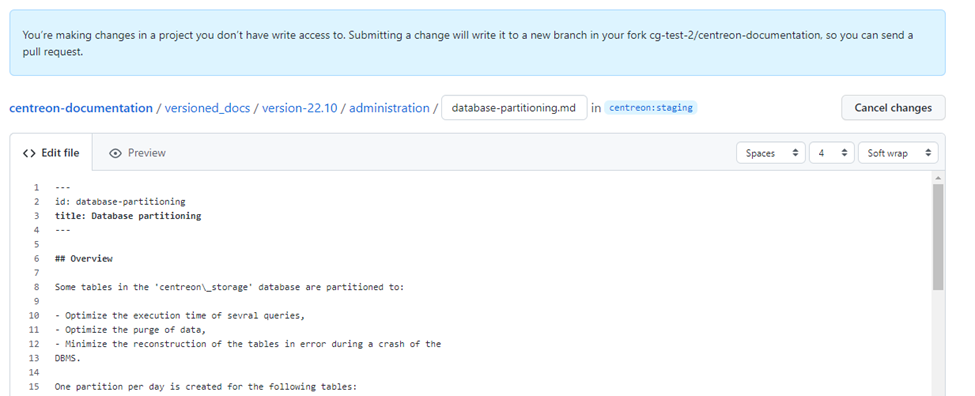 You're making changes in a project you don't have write access to. Submitting a change will write it to a new branch in your fork cg-test-2/centreon-documentation, so you can send a
pull request.
centreon-documentation / versioned_docs / version-22.10 / administration / database-partitioning.md in centreon:staging Cancel changes
Edit file Preview Spaces 4 Soft wrap
1 ---
2 id: database-partitioning
3 title: Database partitioning
4 ---
5
6 ## Overview
7
8 Some tables in the 'centreon\_storage' database are partitioned to:
9
10 - Optimize the execution time of sevral queries,
11 - Optimize the purge of data,
12 - Minimize the reconstruction of the tables in error during a crash of the
13 DBMS.
14
15 One partition per day is created for the following tables: